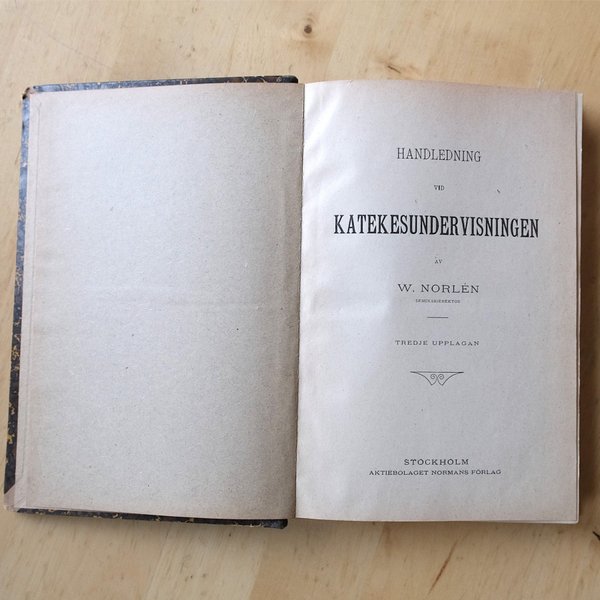 HANDLEDNING
VID
KATEKESUNDERVISNINGEN
AV
W. NORLÉN
SEMINARIEREKTOR
TREDJE UPPLAGAN
STOCKHOLM
AKTIEBOLAGET NORMANS FÖRLAG